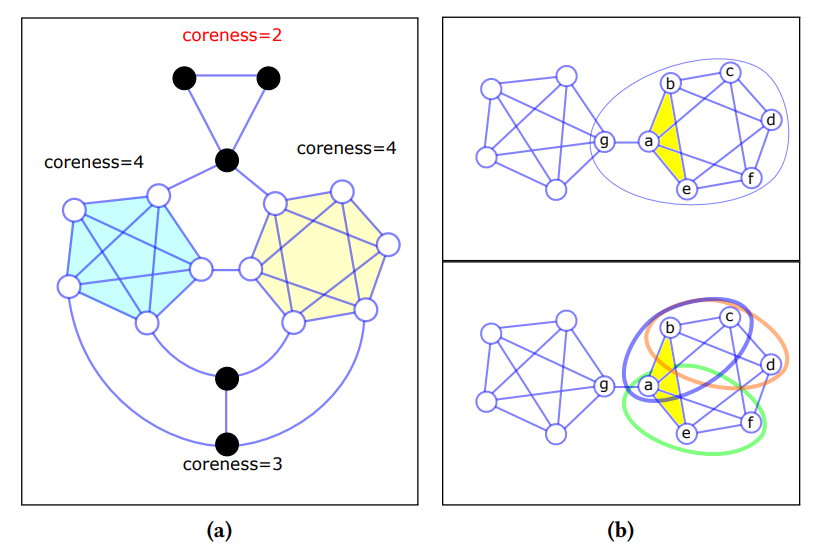 coreness=2
coreness=4
coreness=4
coreness=3
(a)
b
c
g
a
d
e
f
b
c
g
a
d
e
f
(b)